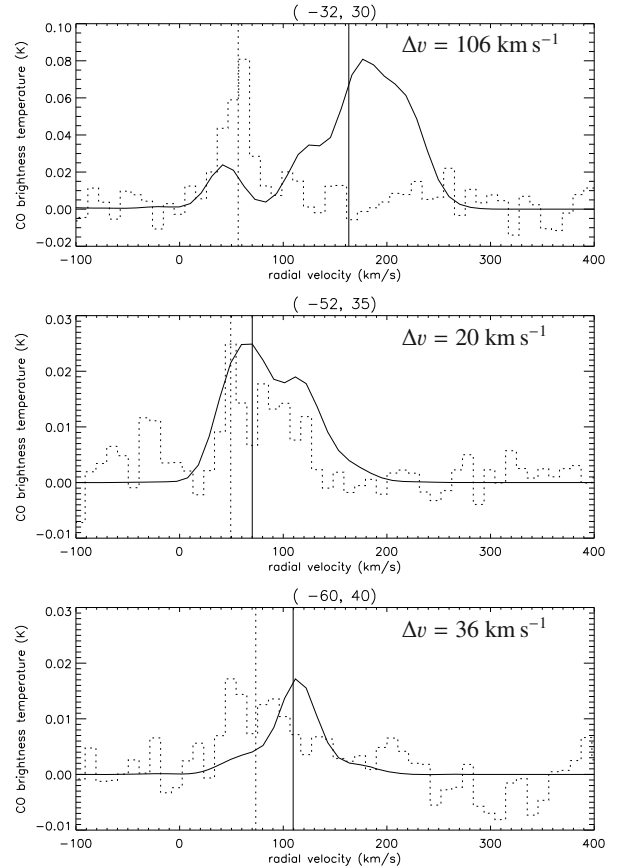 ( −32, 30)
Δv = 106 km s⁻¹
CO brightness temperature (K)
0.10
0.08
0.06
0.04
0.02
0.00
−0.02
−100 0 100 200 300 400
radial velocity (km/s)
( −52, 35)
Δv = 20 km s⁻¹
CO brightness temperature (K)
0.03
0.02
0.01
0.00
−0.01
−100 0 100 200 300 400
radial velocity (km/s)
( −60, 40)
Δv = 36 km s⁻¹
CO brightness temperature (K)
0.03
0.02
0.01
0.00
−0.01
−100 0 100 200 300 400
radial velocity (km/s)